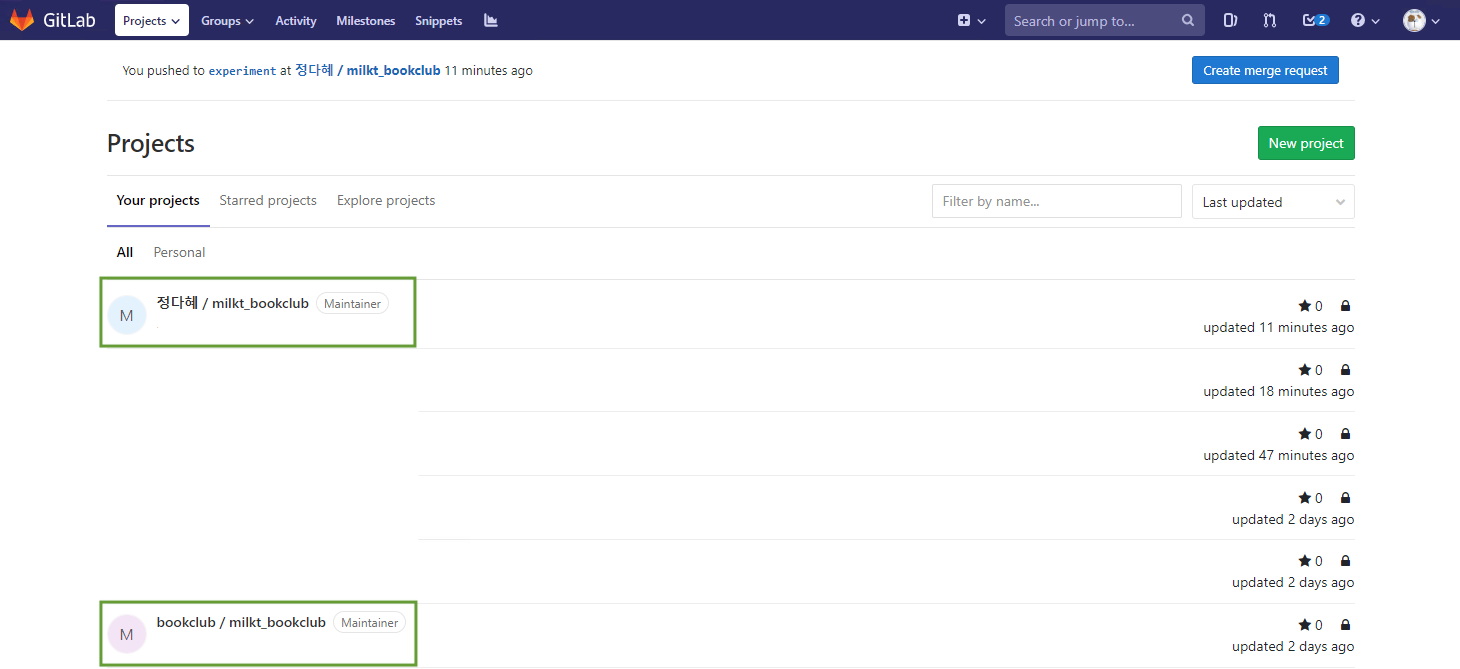 GitLab Projects Groups Activity Milestones Snippets Search or jump to... 2
You pushed to experiment at 정다혜 / milkt_bookclub 11 minutes ago Create merge request
Projects New project
Your projects Starred projects Explore projects Filter by name... Last updated
All Personal
M 정다혜 / milkt_bookclub Maintainer 0
updated 11 minutes ago
0
updated 18 minutes ago
0
updated 47 minutes ago
0
updated 2 days ago
0
updated 2 days ago
M bookclub / milkt_bookclub Maintainer 0
updated 2 days ago